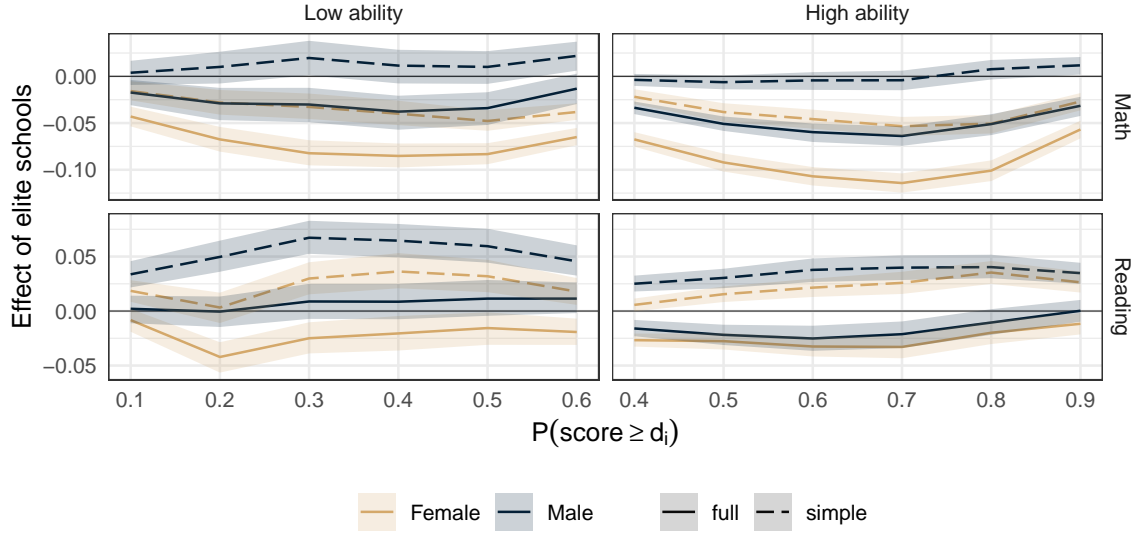 Low ability
High ability
Effect of elite schools
0.00
−0.05
−0.10
Math
0.05
0.00
−0.05
Reading
0.1 0.2 0.3 0.4 0.5 0.6
0.4 0.5 0.6 0.7 0.8 0.9
P(score ≥ dᵢ)
Female Male full simple